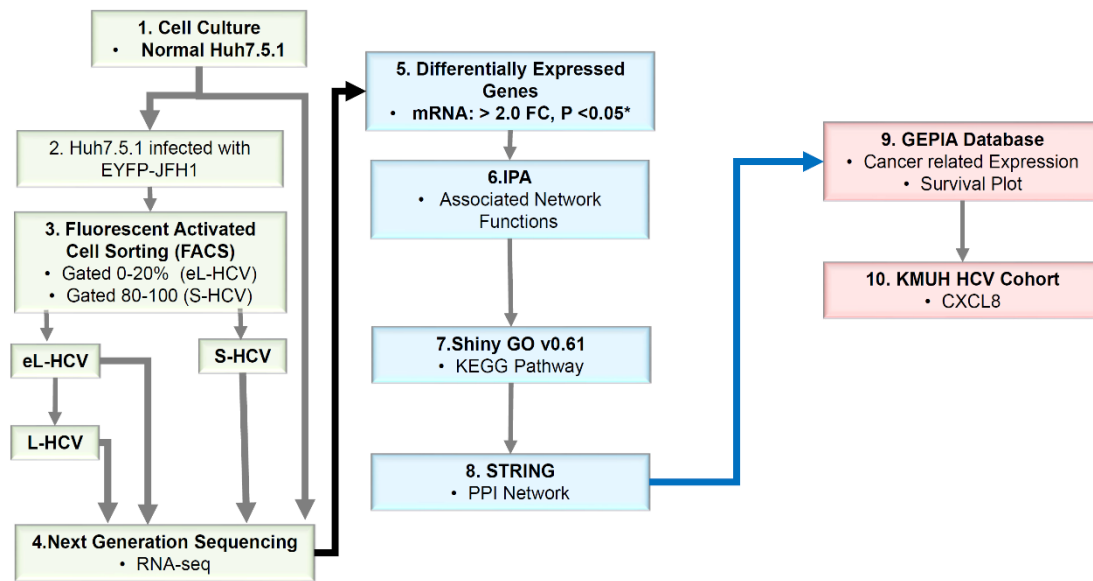 1. Cell Culture
• Normal Huh7.5.1
2. Huh7.5.1 infected with
EYFP-JFH1
3. Fluorescent Activated
Cell Sorting (FACS)
• Gated 0-20% (eL-HCV)
• Gated 80-100 (S-HCV)
eL-HCV
S-HCV
L-HCV
4.Next Generation Sequencing
• RNA-seq
5. Differentially Expressed
Genes
• mRNA: > 2.0 FC, P <0.05*
6.IPA
• Associated Network
Functions
7.Shiny GO v0.61
• KEGG Pathway
8. STRING
• PPI Network
9. GEPIA Database
• Cancer related Expression
• Survival Plot
10. KMUH HCV Cohort
• CXCL8